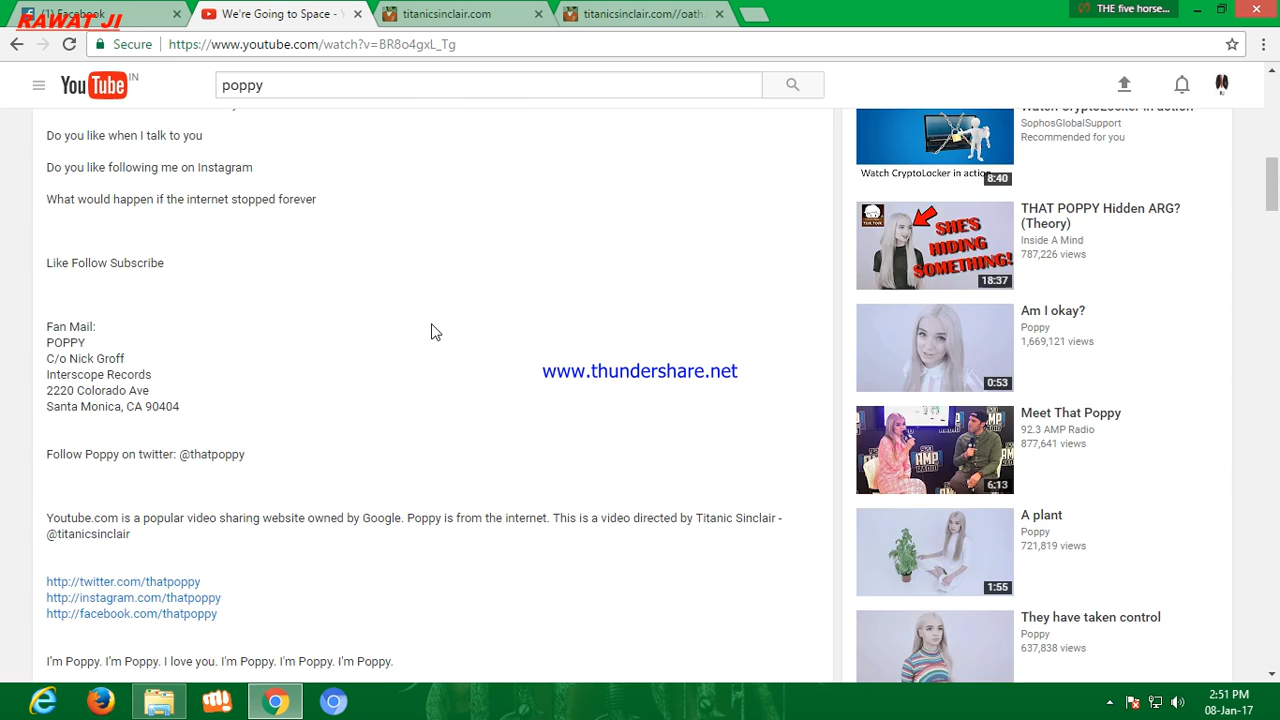 (1) Facebook
RAWAT JI
We're Going to Space - Y
titanicsinclair.com
titanicsinclair.com//oath
THE five horse...
Secure
https://www.youtube.com/watch?v=BR8o4gxL_Tg
YouTube IN
poppy
Do you like when I talk to you
Do you like following me on Instagram
What would happen if the internet stopped forever
Like Follow Subscribe
Fan Mail:
POPPY
C/o Nick Groff
Interscope Records
2220 Colorado Ave
Santa Monica, CA 90404
Follow Poppy on twitter: @thatpoppy
Youtube.com is a popular video sharing website owned by Google. Poppy is from the internet. This is a video directed by Titanic Sinclair -
@titanicsinclair
http://twitter.com/thatpoppy
http://instagram.com/thatpoppy
http://facebook.com/thatpoppy
I'm Poppy. I'm Poppy. I love you. I'm Poppy. I'm Poppy. I'm Poppy.
www.thundershare.net
Watch CryptoLocker in action
SophosGlobalSupport
Recommended for you
Watch CryptoLocker in action
8:40
THAT POPPY Hidden ARG?
(Theory)
Inside A Mind
787,226 views
SHE'S
HIDING
SOMETHING!
18:37
Am I okay?
Poppy
1,669,121 views
0:53
Meet That Poppy
92.3 AMP Radio
877,641 views
AMP
RADIO
6:13
A plant
Poppy
721,819 views
1:55
They have taken control
Poppy
637,838 views
2:51 PM
08-Jan-17